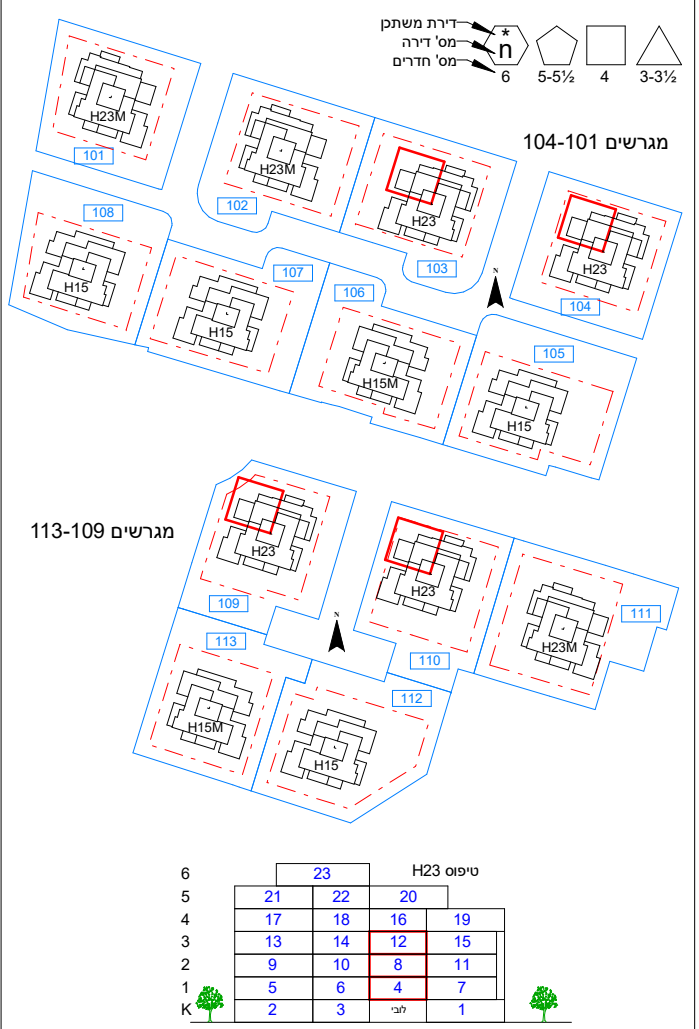 דירת משתכן
מס' דירה
מס' חדרים
*
n
6 5-5½ 4 3-3½
מגרשים 104-101
H23M
101
H23M
102
H23
103
H23
104
108
H15
107
H15
106
H15M
105
H15
N
מגרשים 113-109
H23
109
H23
110
H23M
111
113
H15M
112
H15
N
טיפוס H23
6 23
5 21 22 20
4 17 18 16 19
3 13 14 12 15
2 9 10 8 11
1 5 6 4 7
K 2 3 לובי 1